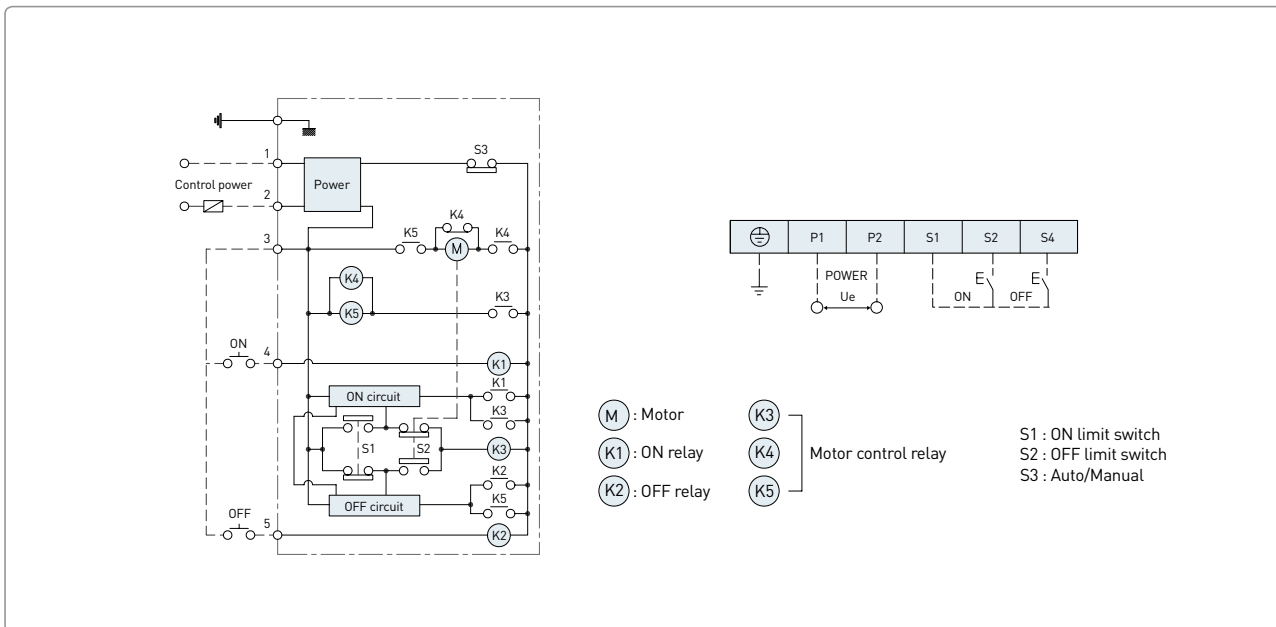 S3
1
Control power
Power
2
K4
3
K5
M
K4
K4
K3
K5
ON
4
K1
K1
ON circuit
K3
S1
S2
K3
K2
K5
OFF circuit
OFF
5
K2
P1 P2 S1 S2 S4
POWER
Ue
ON OFF
M : Motor
K1 : ON relay
K2 : OFF relay
K3
K4 Motor control relay
K5
S1 : ON limit switch
S2 : OFF limit switch
S3 : Auto/Manual